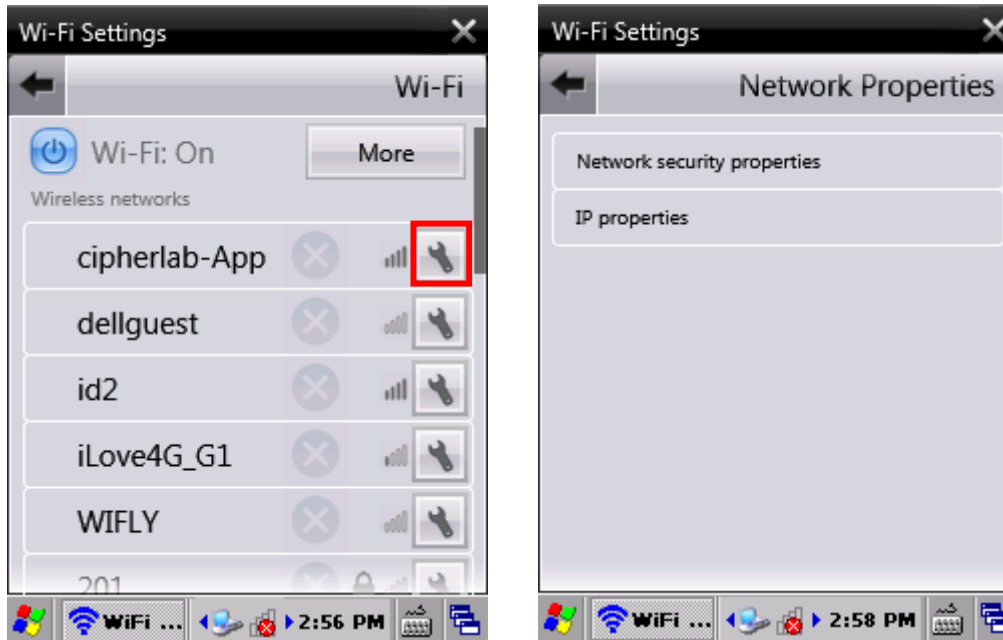 Wi-Fi Settings
Wi-Fi
Wi-Fi: On
More
Wireless networks
cipherlab-App
dellguest
id2
iLove4G_G1
WIFLY
201
WiFi ...
2:56 PM
Wi-Fi Settings
Network Properties
Network security properties
IP properties
WiFi ...
2:58 PM